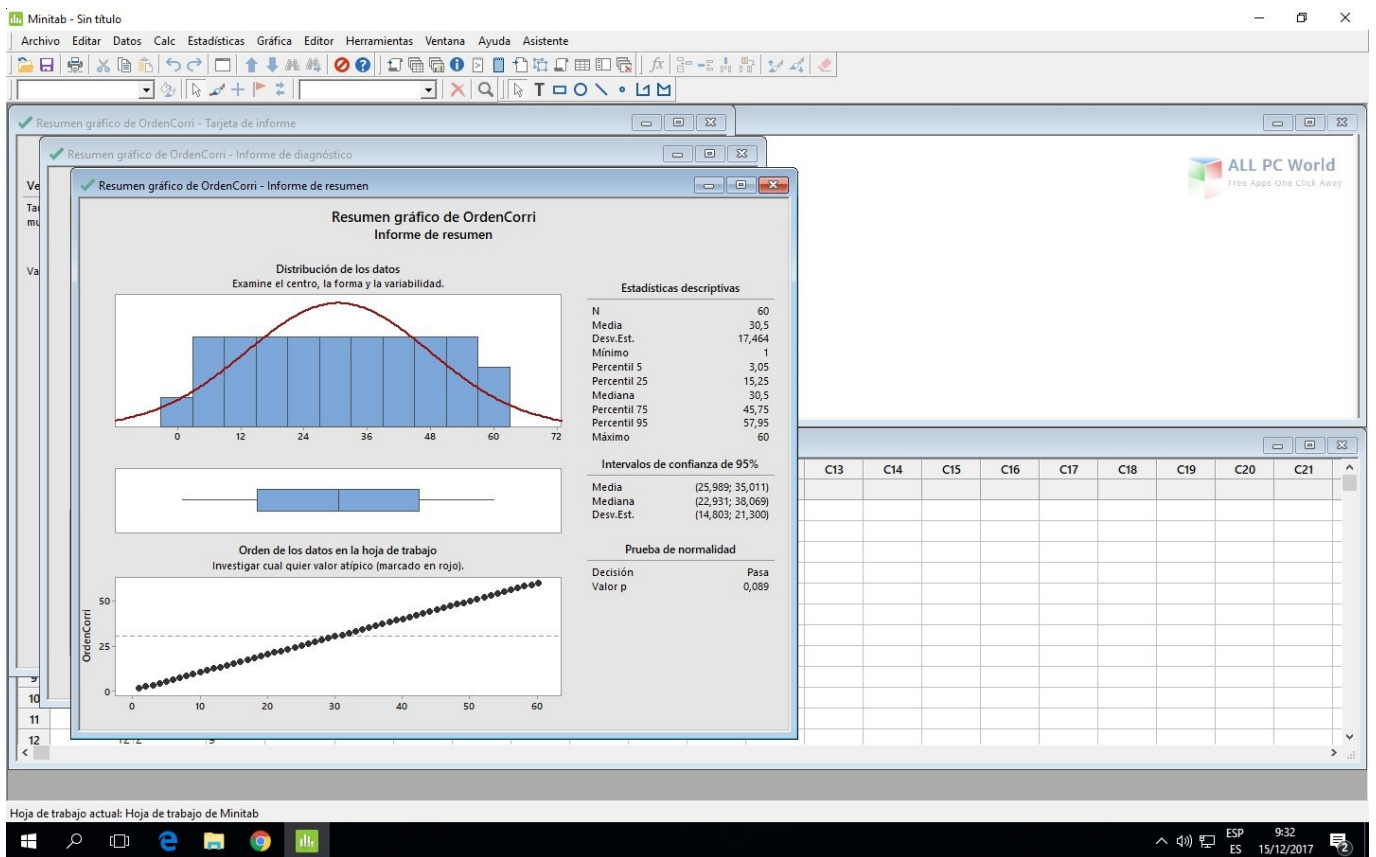 Minitab - Sin título
Archivo Editar Datos Calc Estadísticas Gráfica Editor Herramientas Ventana Ayuda Asistente
Resumen gráfico de OrdenCorri - Tarjeta de informe
Resumen gráfico de OrdenCorri - Informe de diagnóstico
ALL PC World
Free Apps One Click Away
Resumen gráfico de OrdenCorri - Informe de resumen
Resumen gráfico de OrdenCorri
Informe de resumen
Distribución de los datos
Examine el centro, la forma y la variabilidad.
0 12 24 36 48 60 72
Estadísticas descriptivas
N 60
Media 30,5
Desv.Est. 17,464
Mínimo 1
Percentil 5 3,05
Percentil 25 15,25
Mediana 30,5
Percentil 75 45,75
Percentil 95 57,95
Máximo 60
Intervalos de confianza de 95%
Media (25,989; 35,011)
Mediana (22,931; 38,069)
Desv.Est. (14,803; 21,300)
Prueba de normalidad
Decisión Pasa
Valor p 0,089
Orden de los datos en la hoja de trabajo
Investigar cual quier valor atípico (marcado en rojo).
OrdenCorri
50
25
0
0 10 20 30 40 50 60
C13 C14 C15 C16 C17 C18 C19 C20 C21
10
11
12
Hoja de trabajo actual: Hoja de trabajo de Minitab
ESP 9:32
ES 15/12/2017
2